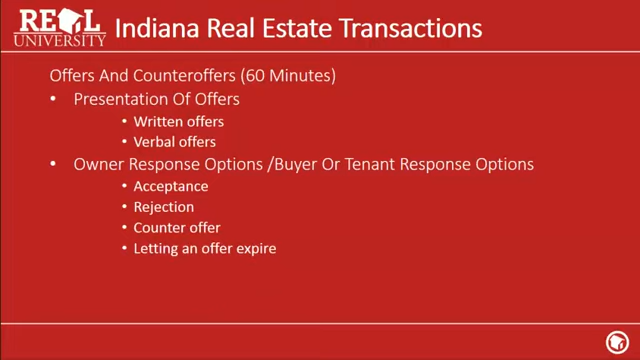 REAL
UNIVERSITY
Indiana Real Estate Transactions
Offers And Counteroffers (60 Minutes)
• Presentation Of Offers
• Written offers
• Verbal offers
• Owner Response Options /Buyer Or Tenant Response Options
• Acceptance
• Rejection
• Counter offer
• Letting an offer expire